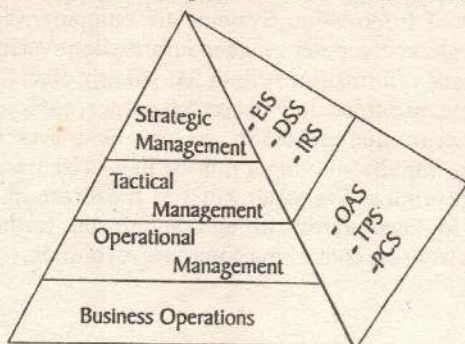 Strategic
Management
Tactical
Management
Operational
Management
Business Operations
- EIS
- DSS
- IRS
- OAS
- TPS
-PCS